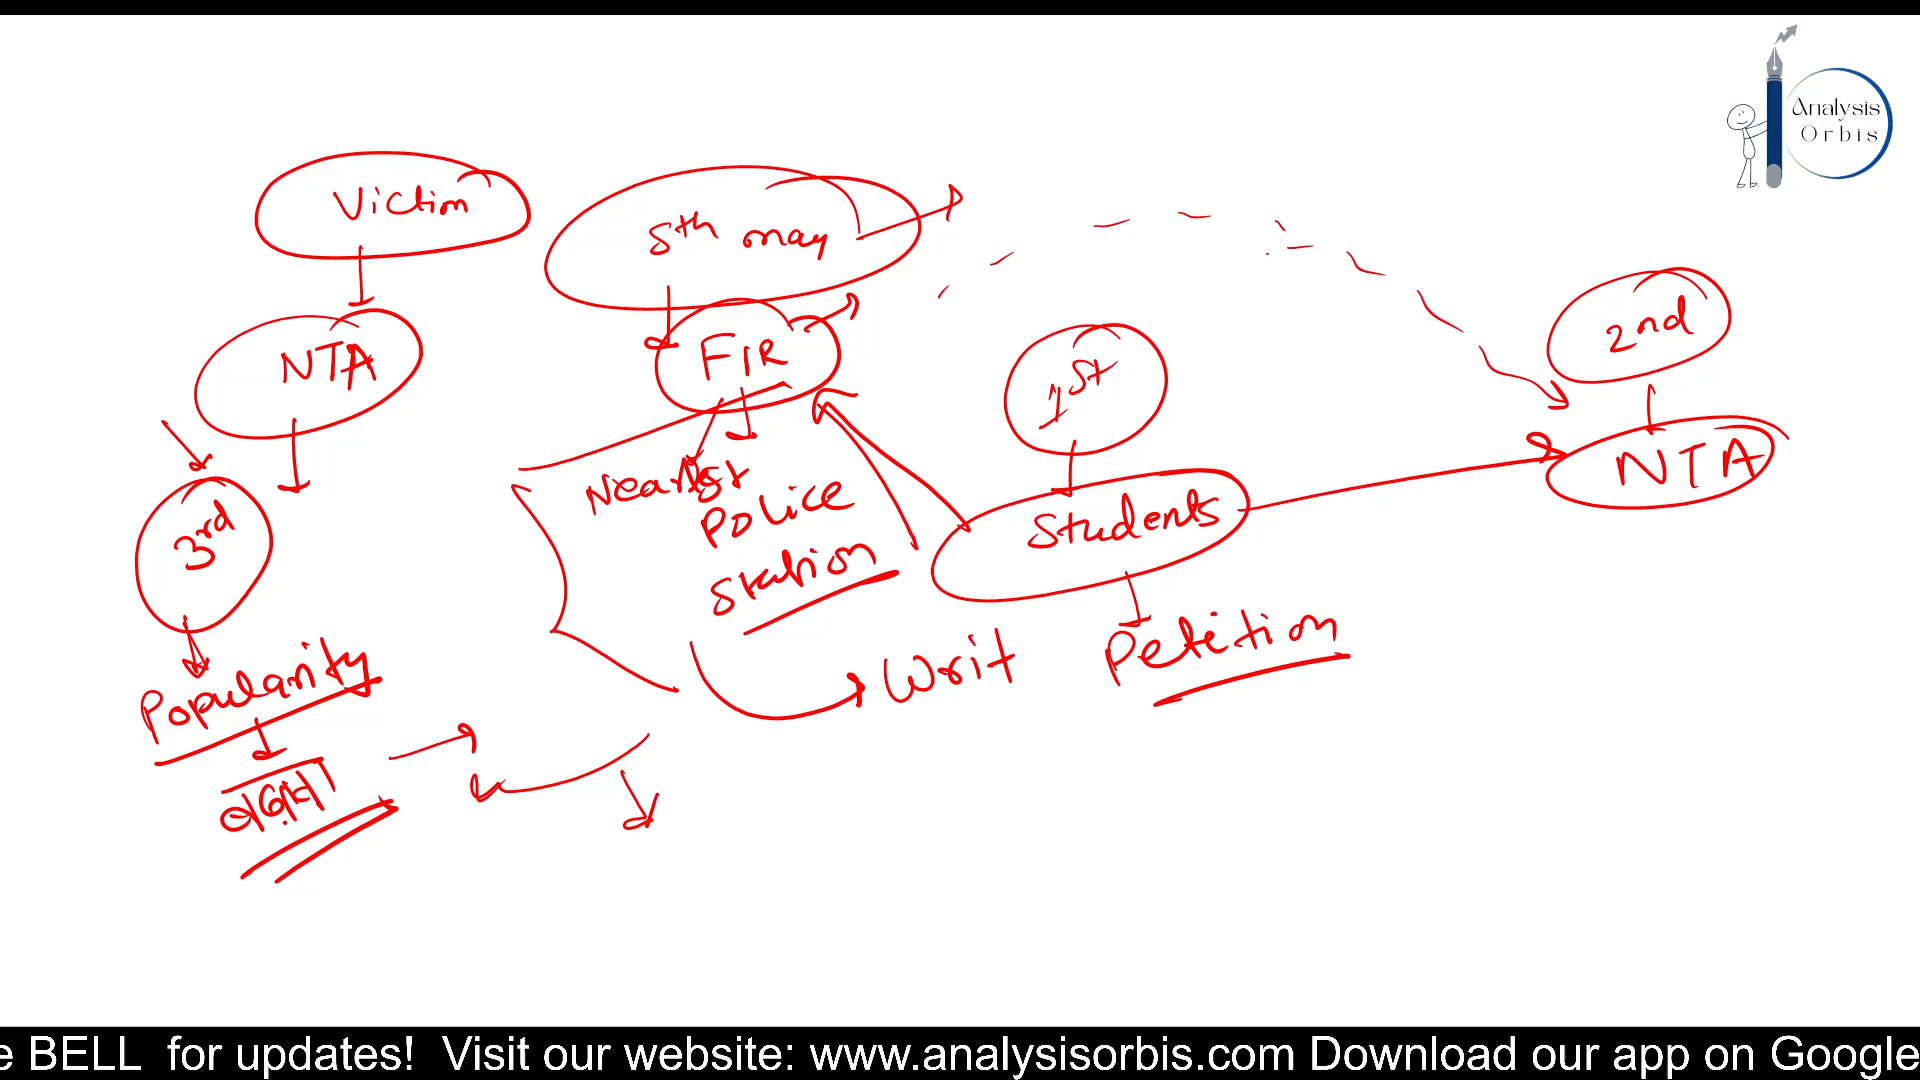 Analysis
Orbis
Victim
5th may
NTA
FIR
1st
2nd
NTA
3rd
Nearest
Police
Station
Students
Writ Petition
Popularity
e BELL  for updates!  Visit our website: www.analysisorbis.com Download our app on Google